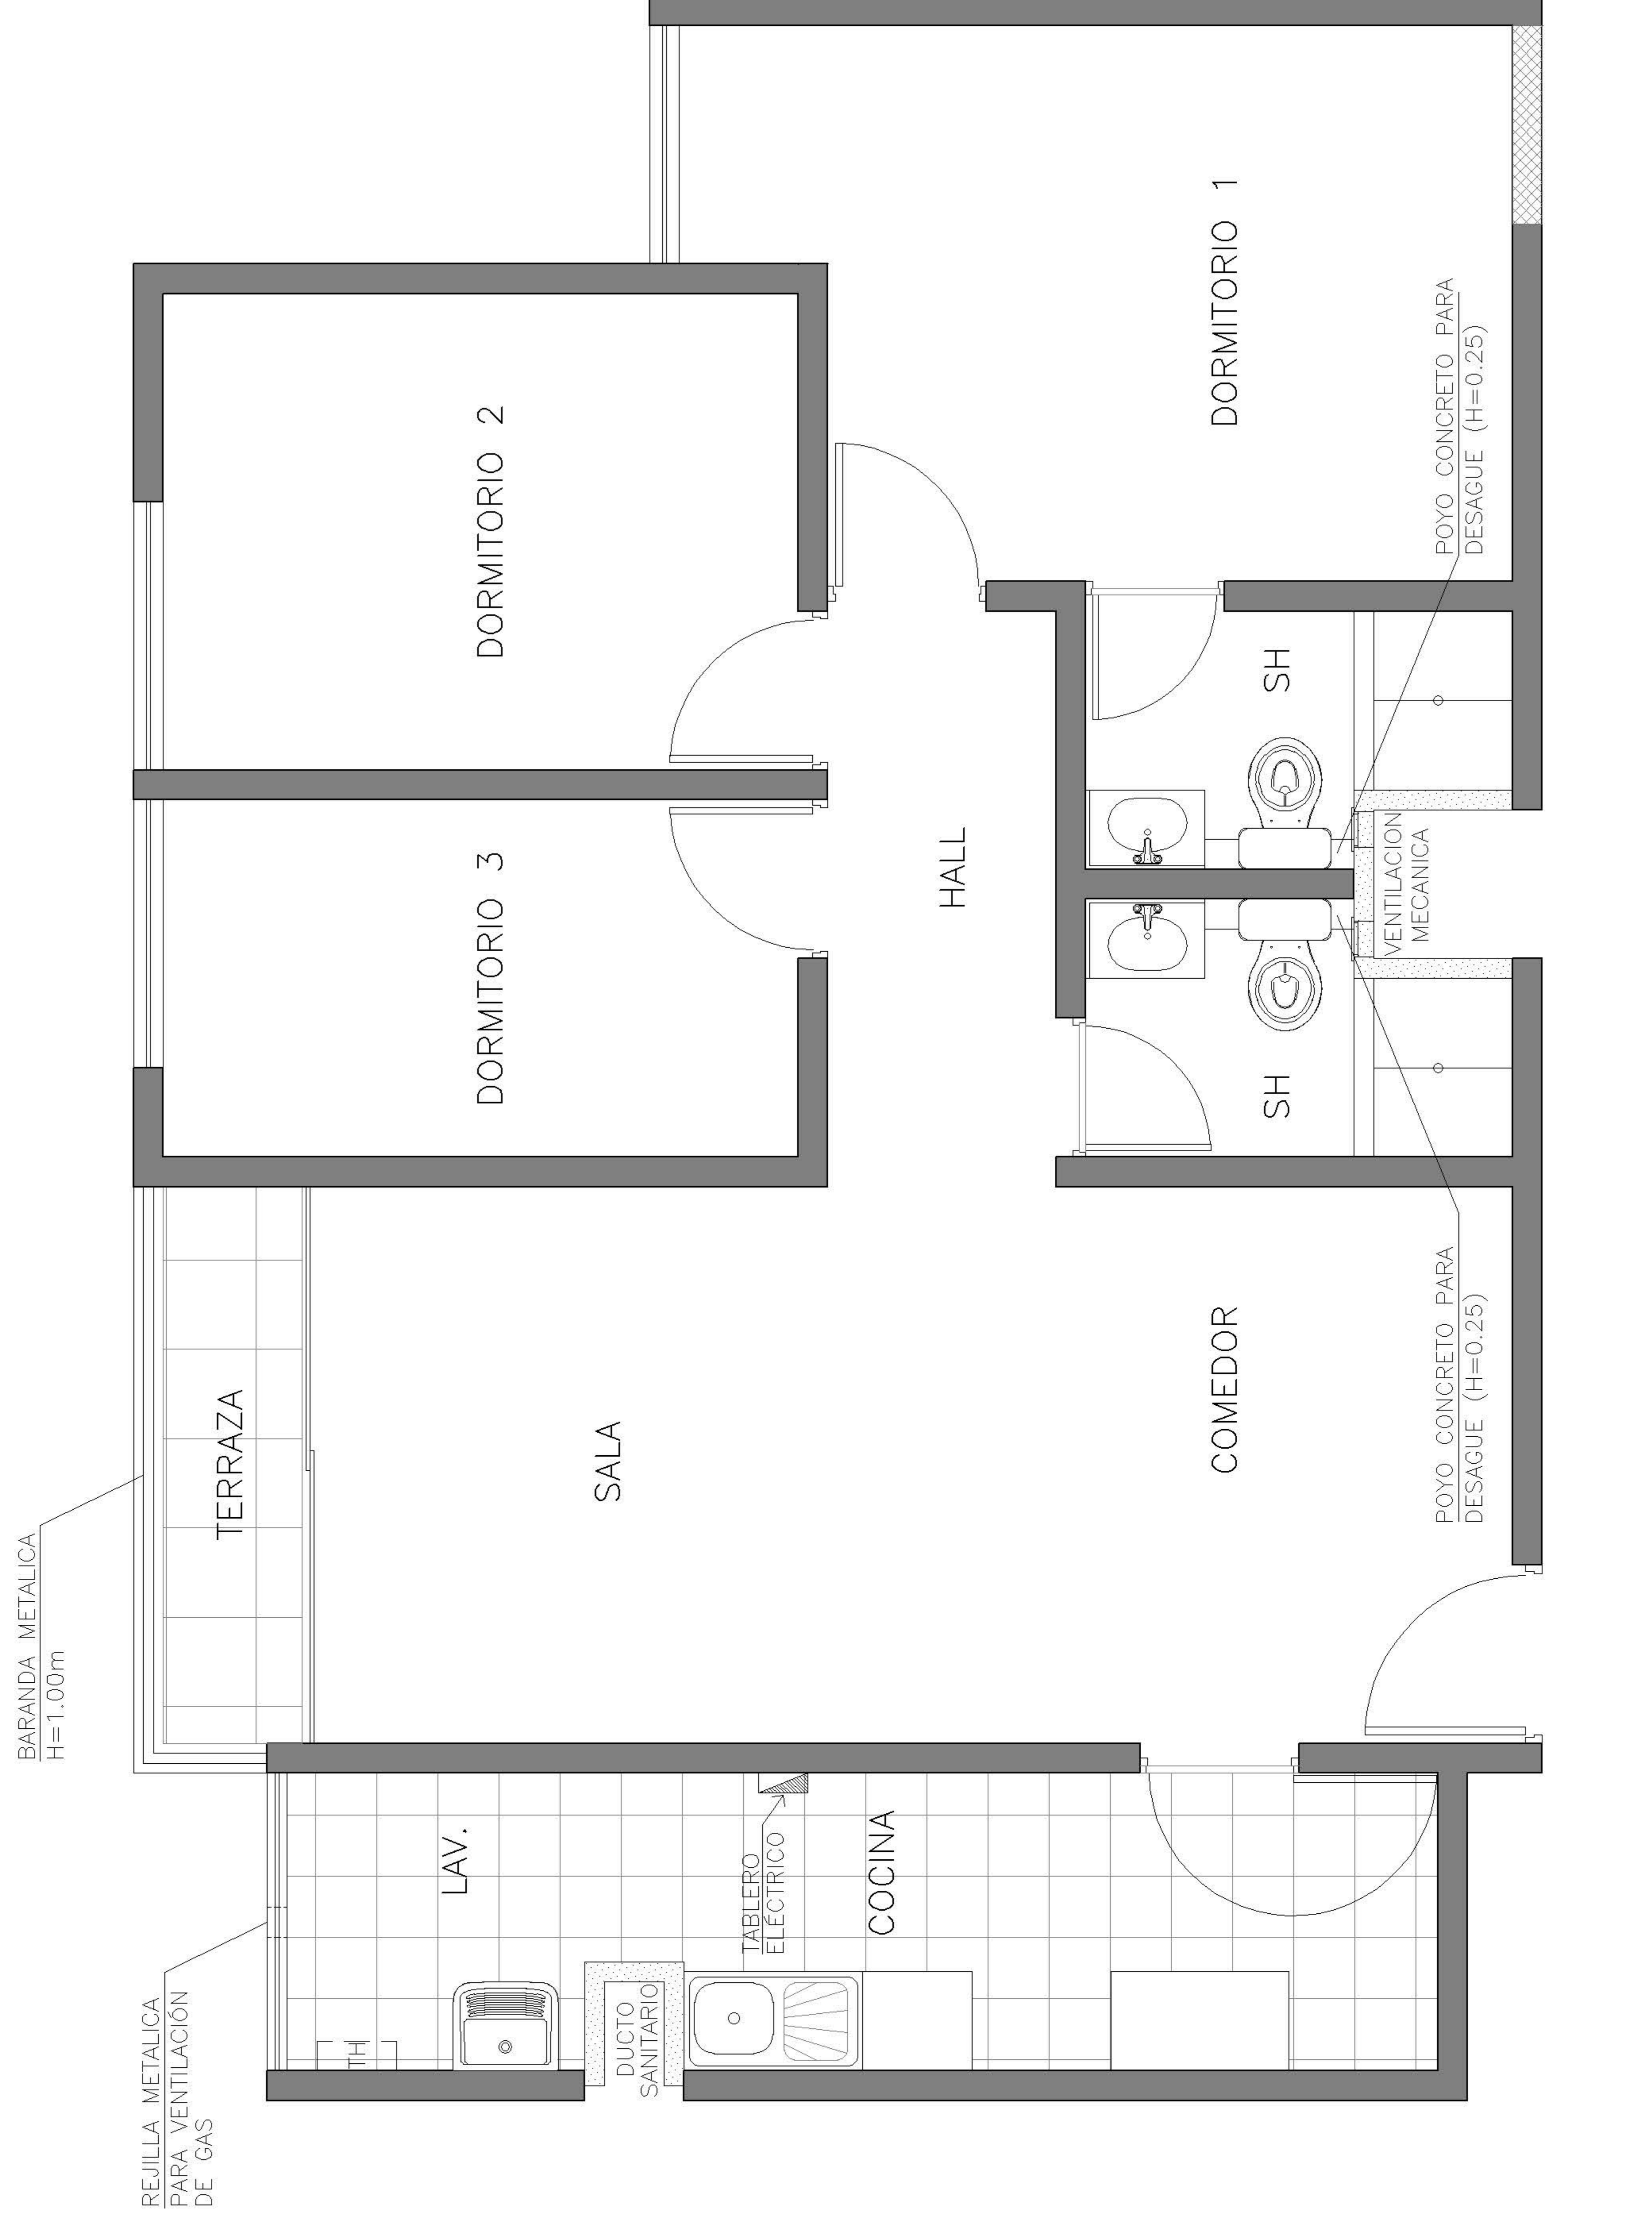 REJILLA METALICA
PARA VENTILACIÓN
DE GAS
BARANDA METALICA
H=1.00m
TERRAZA
DORMITORIO 3
DORMITORIO 2
LAV.
TH
SALA
DUCTO
SANITARIO
TABLERO
ELÉCTRICO
COCINA
HALL
COMEDOR
DORMITORIO 1
SH
SH
VENTILACION
MECANICA
POYO CONCRETO PARA
DESAGUE (H=0.25)
POYO CONCRETO PARA
DESAGUE (H=0.25)